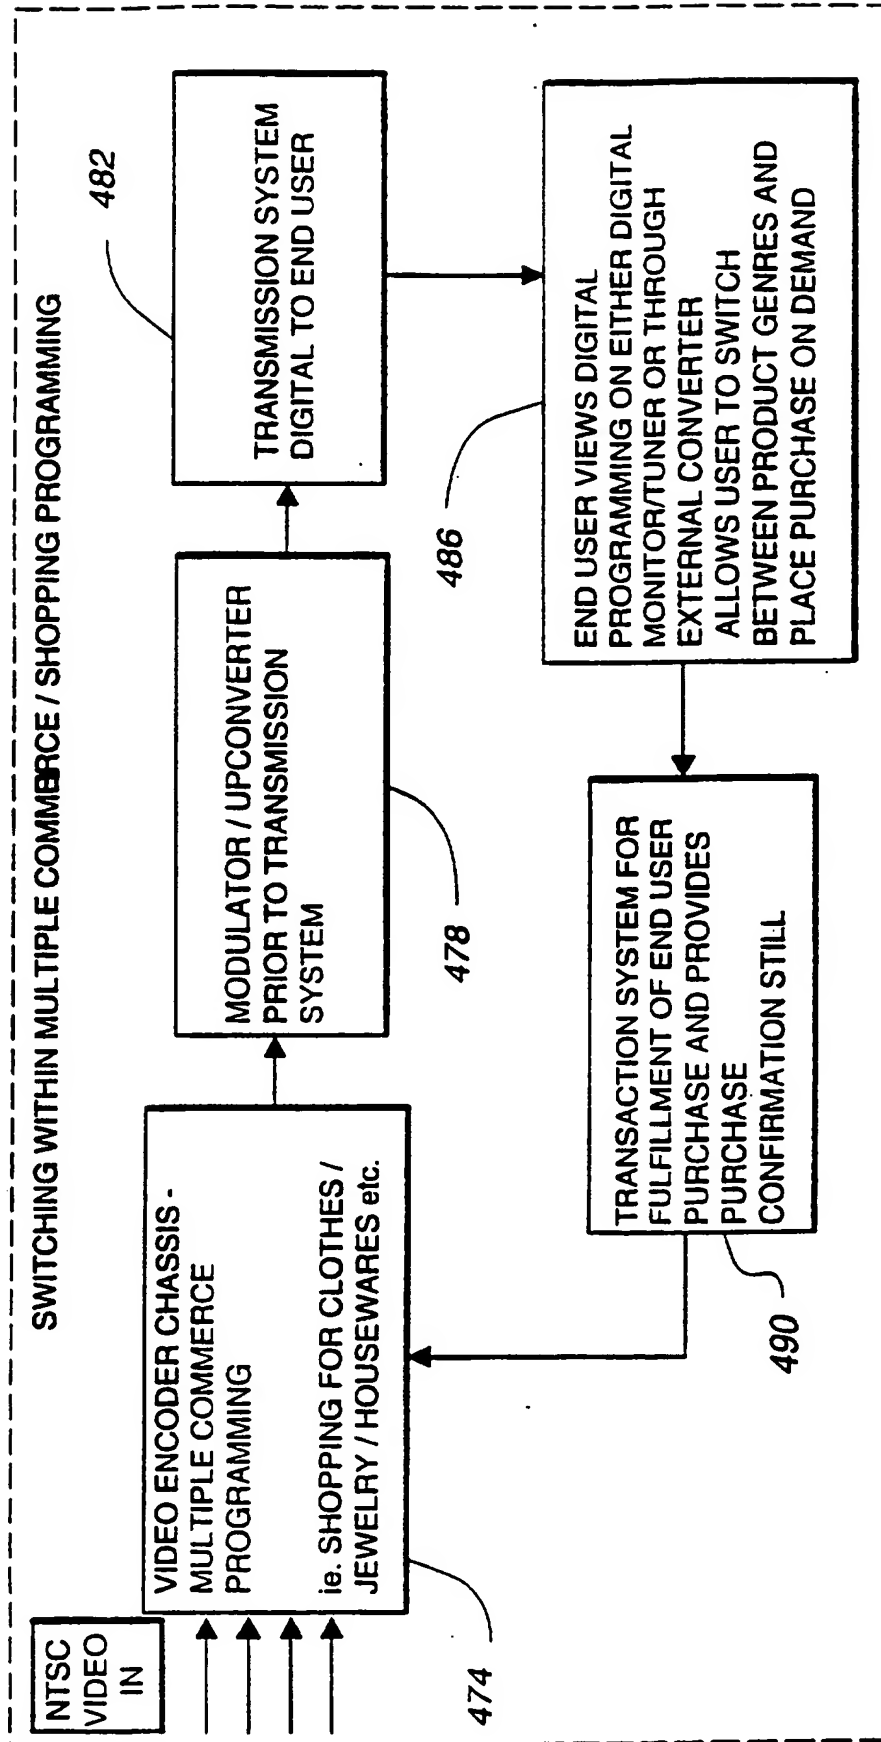 SWITCHING WITHIN MULTIPLE COMMERCE / SHOPPING PROGRAMMING
NTSC
VIDEO
IN
VIDEO ENCODER CHASSIS -
MULTIPLE COMMERCE
PROGRAMMING
ie. SHOPPING FOR CLOTHES /
JEWELRY / HOUSEWARES etc.
474
MODULATOR / UPCONVERTER
PRIOR TO TRANSMISSION
SYSTEM
478
TRANSMISSION SYSTEM
DIGITAL TO END USER
482
END USER VIEWS DIGITAL
PROGRAMMING ON EITHER DIGITAL
MONITOR/TUNER OR THROUGH
EXTERNAL CONVERTER
ALLOWS USER TO SWITCH
BETWEEN PRODUCT GENRES AND
PLACE PURCHASE ON DEMAND
486
TRANSACTION SYSTEM FOR
FULFILLMENT OF END USER
PURCHASE AND PROVIDES
PURCHASE
CONFIRMATION STILL
490